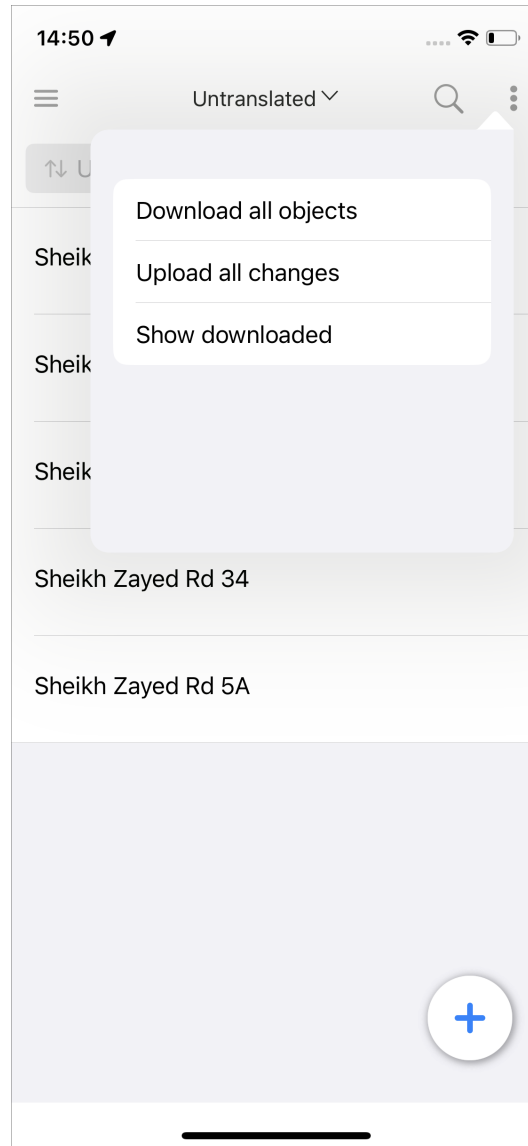 14:50
Untranslated
U
Download all objects
Sheik
Upload all changes
Show downloaded
Sheik
Sheik
Sheikh Zayed Rd 34
Sheikh Zayed Rd 5A